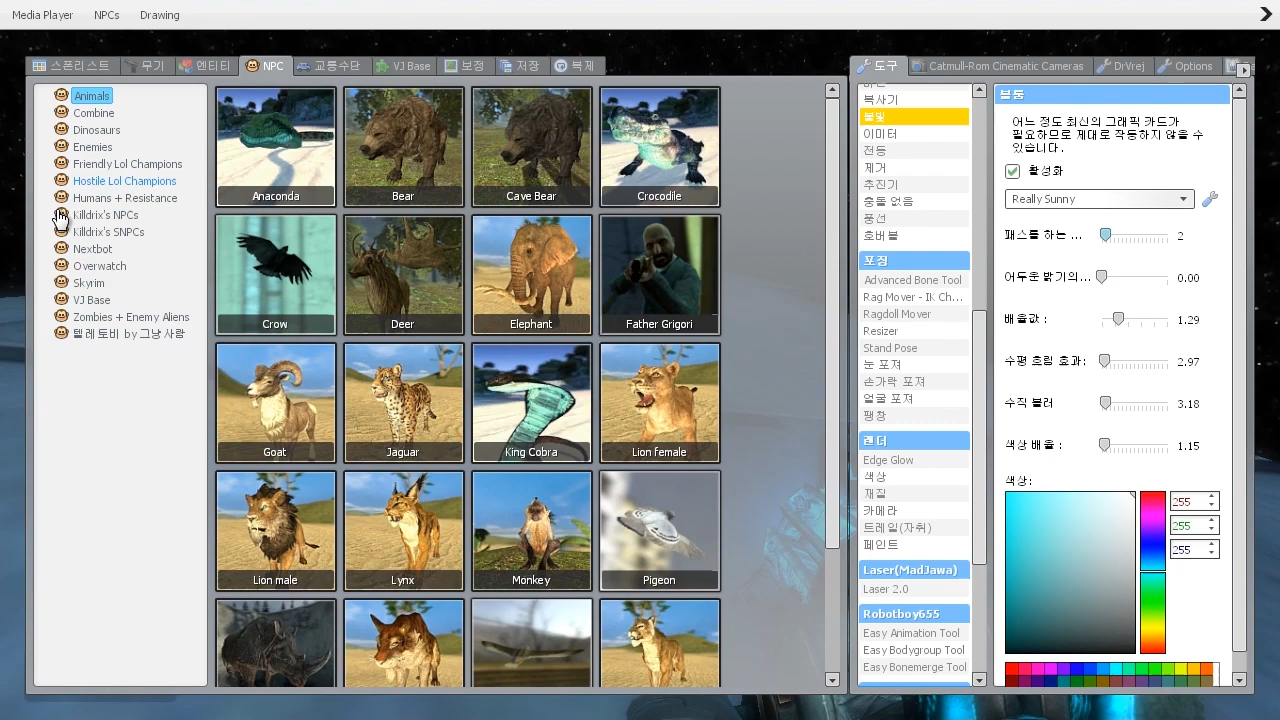 Media Player NPCs Drawing
스폰리스트 무기 엔티티 NPC 교통수단 VJ Base 보정 저장 복제
Animals
Combine
Dinosaurs
Enemies
Friendly Lol Champions
Hostile Lol Champions
Humans + Resistance
Killdrix's NPCs
Killdrix's SNPCs
Nextbot
Overwatch
Skyrim
VJ Base
Zombies + Enemy Aliens
텔레토비 by그냥사람
Anaconda Bear Cave Bear Crocodile
Crow Deer Elephant Father Grigori
Goat Jaguar King Cobra Lion female
Lion male Lynx Monkey Pigeon
도구 Catmull-Rom Cinematic Cameras DrVrej Options
복사기
불빛
이미터
전등
제거
추진기
충돌 없음
풍선
호버볼
포징
Advanced Bone Tool
Rag Mover - IK Ch...
Ragdoll Mover
Resizer
Stand Pose
눈 포져
손가락 포져
얼굴 포져
팽창
랜더
Edge Glow
색상
재질
카메라
트레일(자취)
페인트
Laser(MadJawa)
Laser 2.0
Robotboy655
Easy Animation Tool
Easy Bodygroup Tool
Easy Bonemerge Tool
블룸
어느 정도 최신의 그래픽 카드가
필요하므로 제대로 작동하지 않을 수
있습니다.
활성화
Really Sunny
패스를 하는 ... 2
어두운 밝기의... 0.00
배율값 : 1.29
수평 흐림 효과: 2.97
수직 블러 3.18
색상 배율 : 1.15
색상:
255
255
255